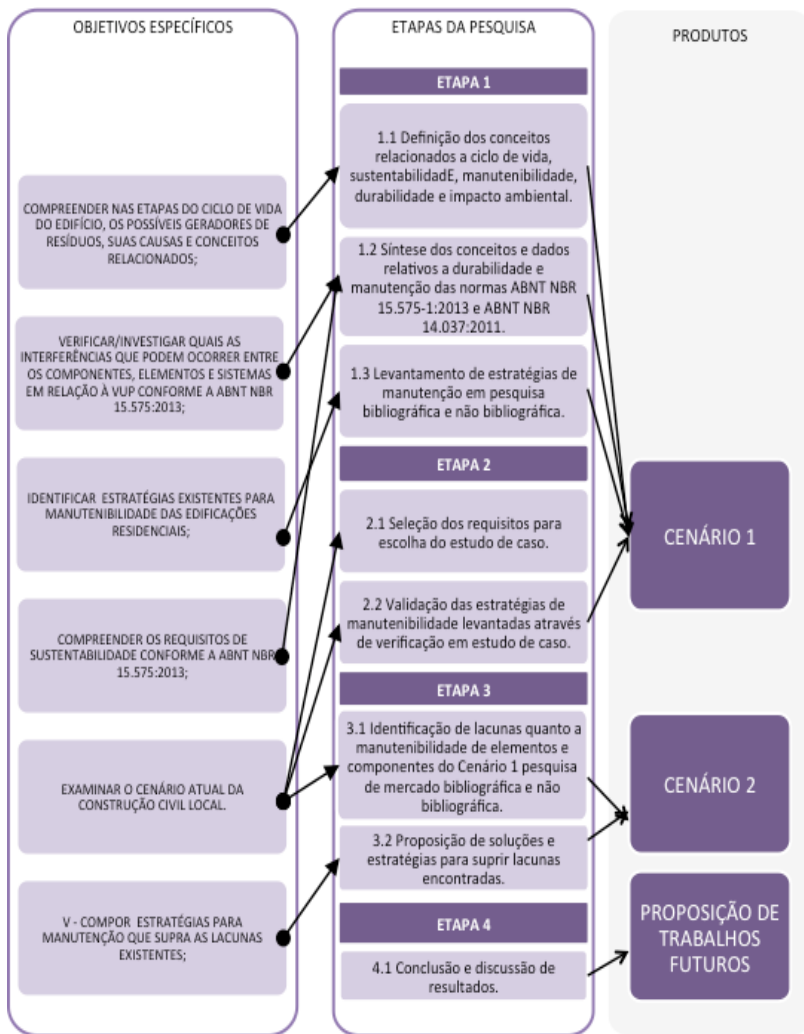 OBJETIVOS ESPECÍFICOS
COMPREENDER NAS ETAPAS DO CICLO DE VIDA
DO EDIFÍCIO, OS POSSÍVEIS GERADORES DE
RESÍDUOS, SUAS CAUSAS E CONCEITOS
RELACIONADOS;
VERIFICAR/INVESTIGAR QUAIS AS
INTERFERÊNCIAS QUE PODEM OCORRER ENTRE
OS COMPONENTES, ELEMENTOS E SISTEMAS
EM RELAÇÃO À VUP CONFORME A ABNT NBR
15.575:2013;
IDENTIFICAR ESTRATÉGIAS EXISTENTES PARA
MANUTENIBILIDADE DAS EDIFICAÇÕES
RESIDENCIAIS;
COMPREENDER OS REQUISITOS DE
SUSTENTABILIDADE CONFORME A ABNT NBR
15.575:2013;
EXAMINAR O CENÁRIO ATUAL DA
CONSTRUÇÃO CIVIL LOCAL.
V - COMPOR ESTRATÉGIAS PARA
MANUTENÇÃO QUE SUPRA AS LACUNAS
EXISTENTES;
ETAPAS DA PESQUISA
ETAPA 1
1.1 Definição dos conceitos
relacionados a ciclo de vida,
sustentabilidadE, manutenibilidade,
durabilidade e impacto ambiental.
1.2 Síntese dos conceitos e dados
relativos a durabilidade e
manutenção das normas ABNT NBR
15.575-1:2013 e ABNT NBR
14.037:2011.
1.3 Levantamento de estratégias de
manutenção em pesquisa
bibliográfica e não bibliográfica.
ETAPA 2
2.1 Seleção dos requisitos para
escolha do estudo de caso.
2.2 Validação das estratégias de
manutenibilidade levantadas através
de verificação em estudo de caso.
ETAPA 3
3.1 Identificação de lacunas quanto a
manutenibilidade de elementos e
componentes do Cenário 1 pesquisa
de mercado bibliográfica e não
bibliográfica.
3.2 Proposição de soluções e
estratégias para suprir lacunas
encontradas.
ETAPA 4
4.1 Conclusão e discussão de
resultados.
PRODUTOS
CENÁRIO 1
CENÁRIO 2
PROPOSIÇÃO DE
TRABALHOS
FUTUROS